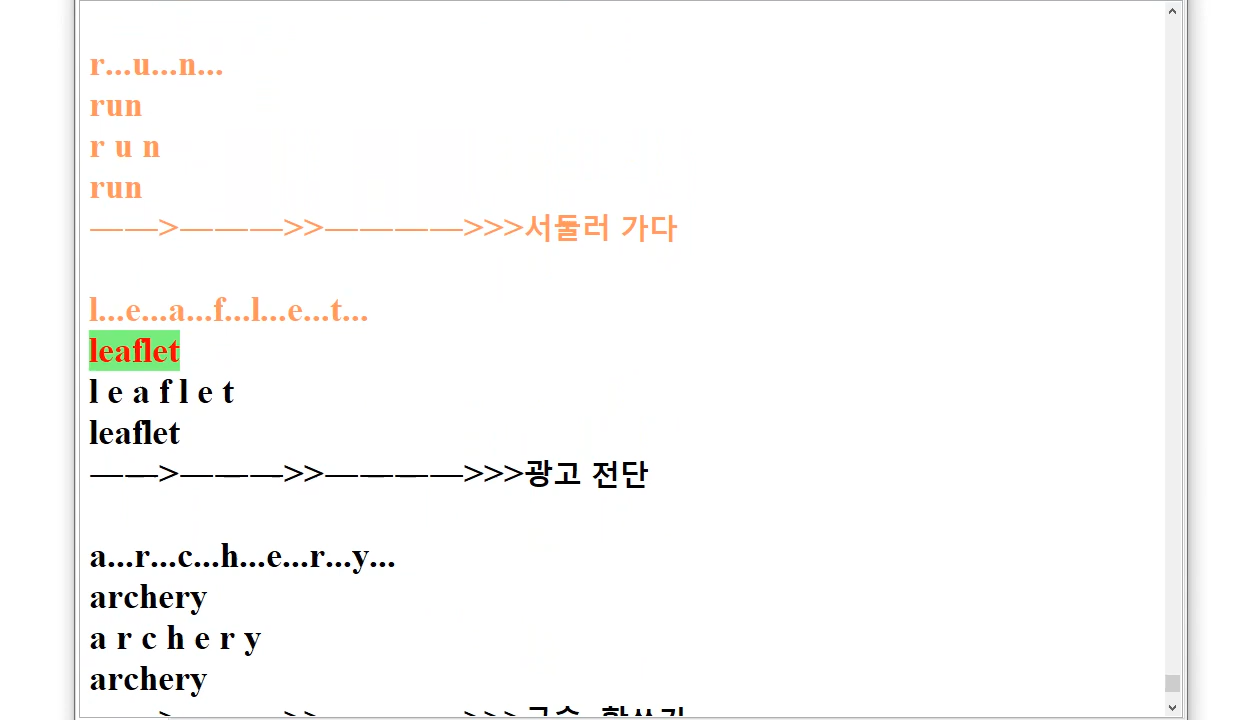 r...u...n...
run
r u n
run
——>———>>————>>>서둘러 가다
l...e...a...f...l...e...t...
leaflet
l e a f l e t
leaflet
——>———>>————>>>광고 전단
a...r...c...h...e...r...y...
archery
a r c h e r y
archery